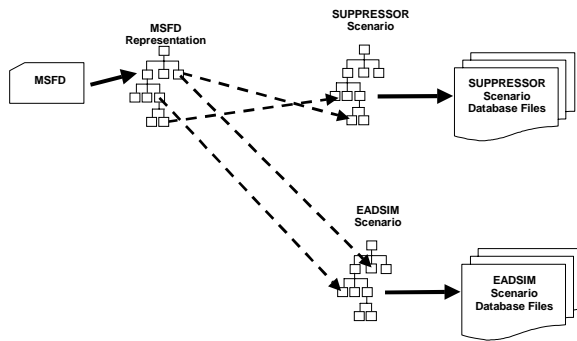 MSFD
MSFD
Representation
SUPPRESSOR
Scenario
SUPPRESSOR
Scenario
Database Files
EADSIM
Scenario
EADSIM
Scenario
Database Files